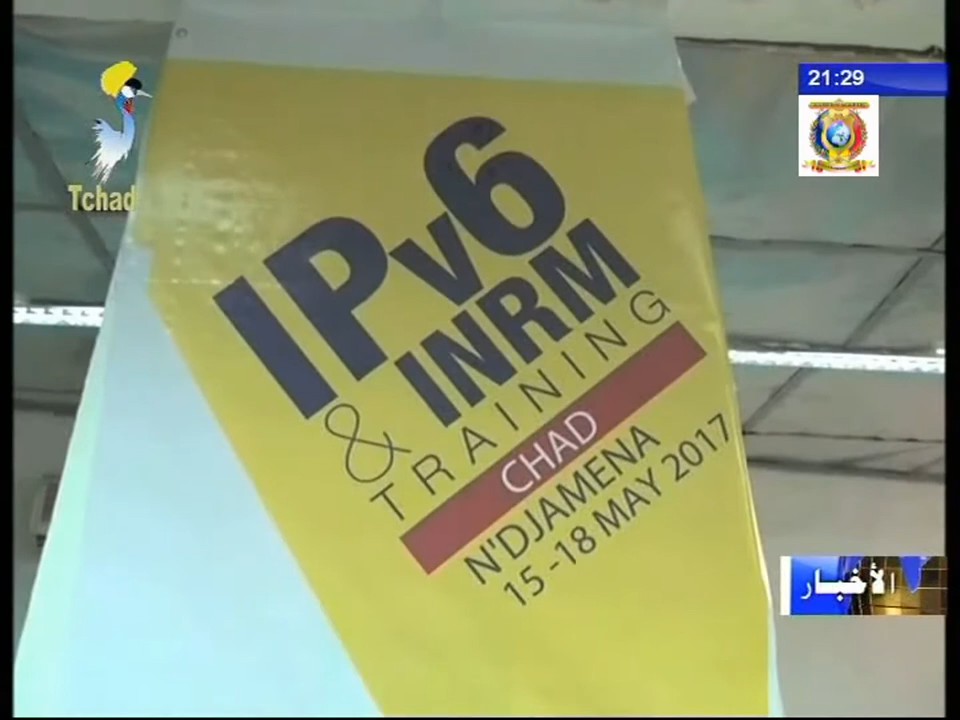 21:29
Tchad
IPv6
& INRM
TRAINING
CHAD
N'DJAMENA
15-18 MAY 2017
الأخبار